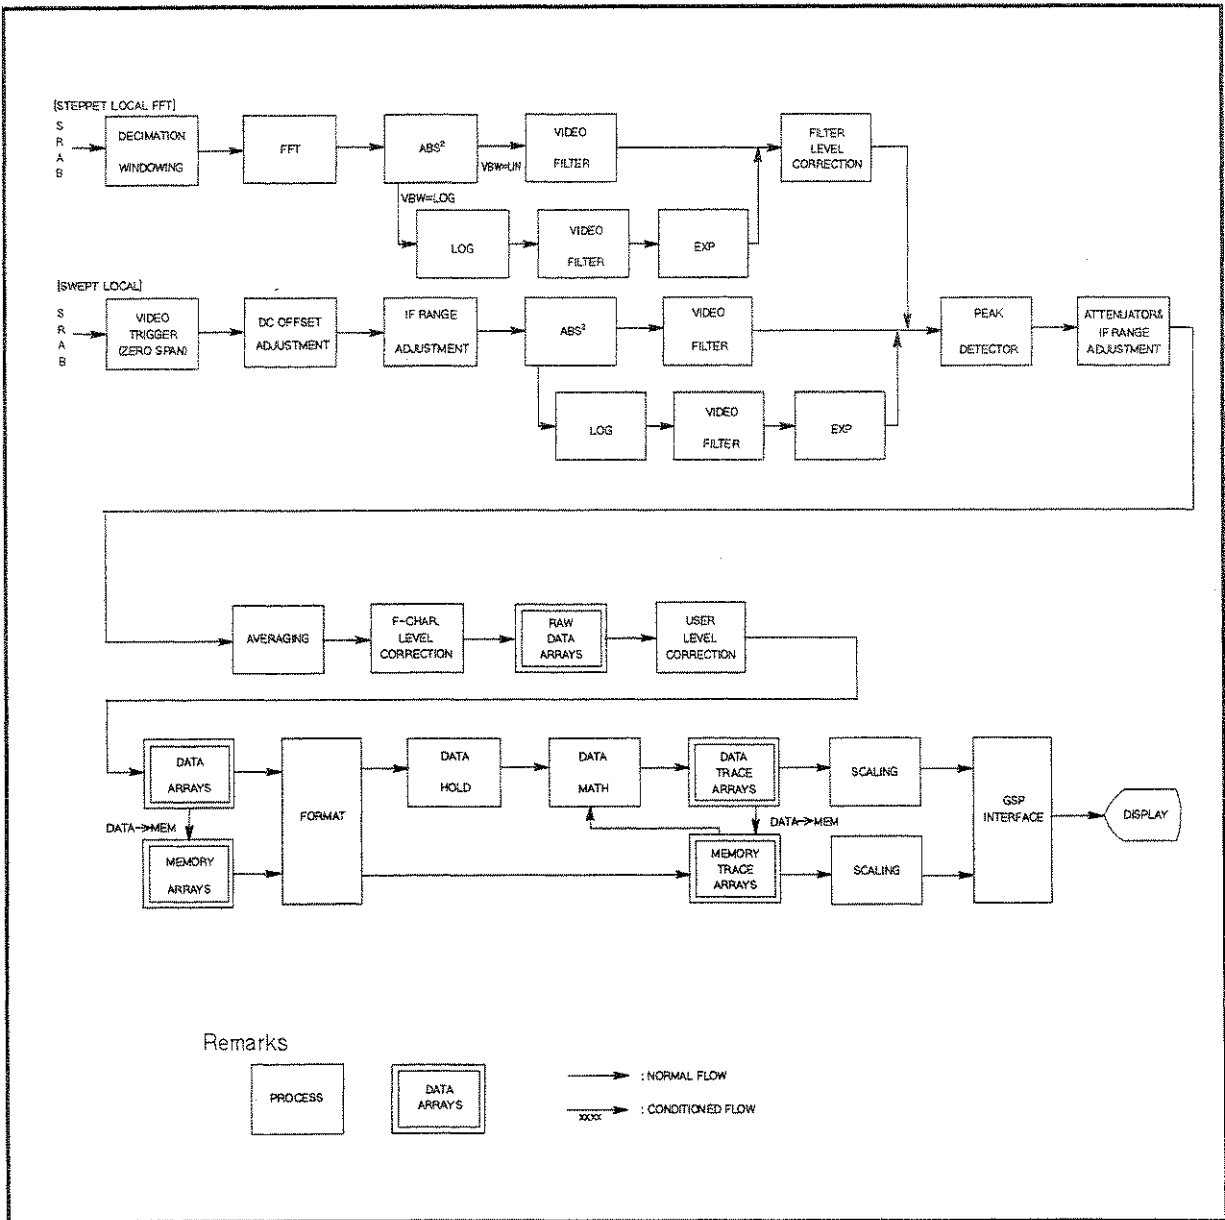 [STEPPET LOCAL FFT]
S
R
A
B
DECIMATION
WINDOWING
FFT
ABS²
VBW=LIN
VIDEO
FILTER
FILTER
LEVEL
CORRECTION
VBW=LOG
LOG
VIDEO
FILTER
EXP
[SWEPT LOCAL]
S
R
A
B
VIDEO
TRIGGER
(ZERO SPAN)
DC OFFSET
ADJUSTMENT
IF RANGE
ADJUSTMENT
ABS²
VIDEO
FILTER
PEAK
DETECTOR
ATTENUATOR&
IF RANGE
ADJUSTMENT
LOG
VIDEO
FILTER
EXP
AVERAGING
F-CHAR.
LEVEL
CORRECTION
RAW
DATA
ARRAYS
USER
LEVEL
CORRECTION
DATA
ARRAYS
FORMAT
DATA
HOLD
DATA
MATH
DATA
TRACE
ARRAYS
SCALING
GSP
INTERFACE
DISPLAY
DATA→MEM
DATA→MEM
MEMORY
ARRAYS
MEMORY
TRACE
ARRAYS
SCALING
Remarks
PROCESS
DATA
ARRAYS
: NORMAL FLOW
xxxx
: CONDITIONED FLOW